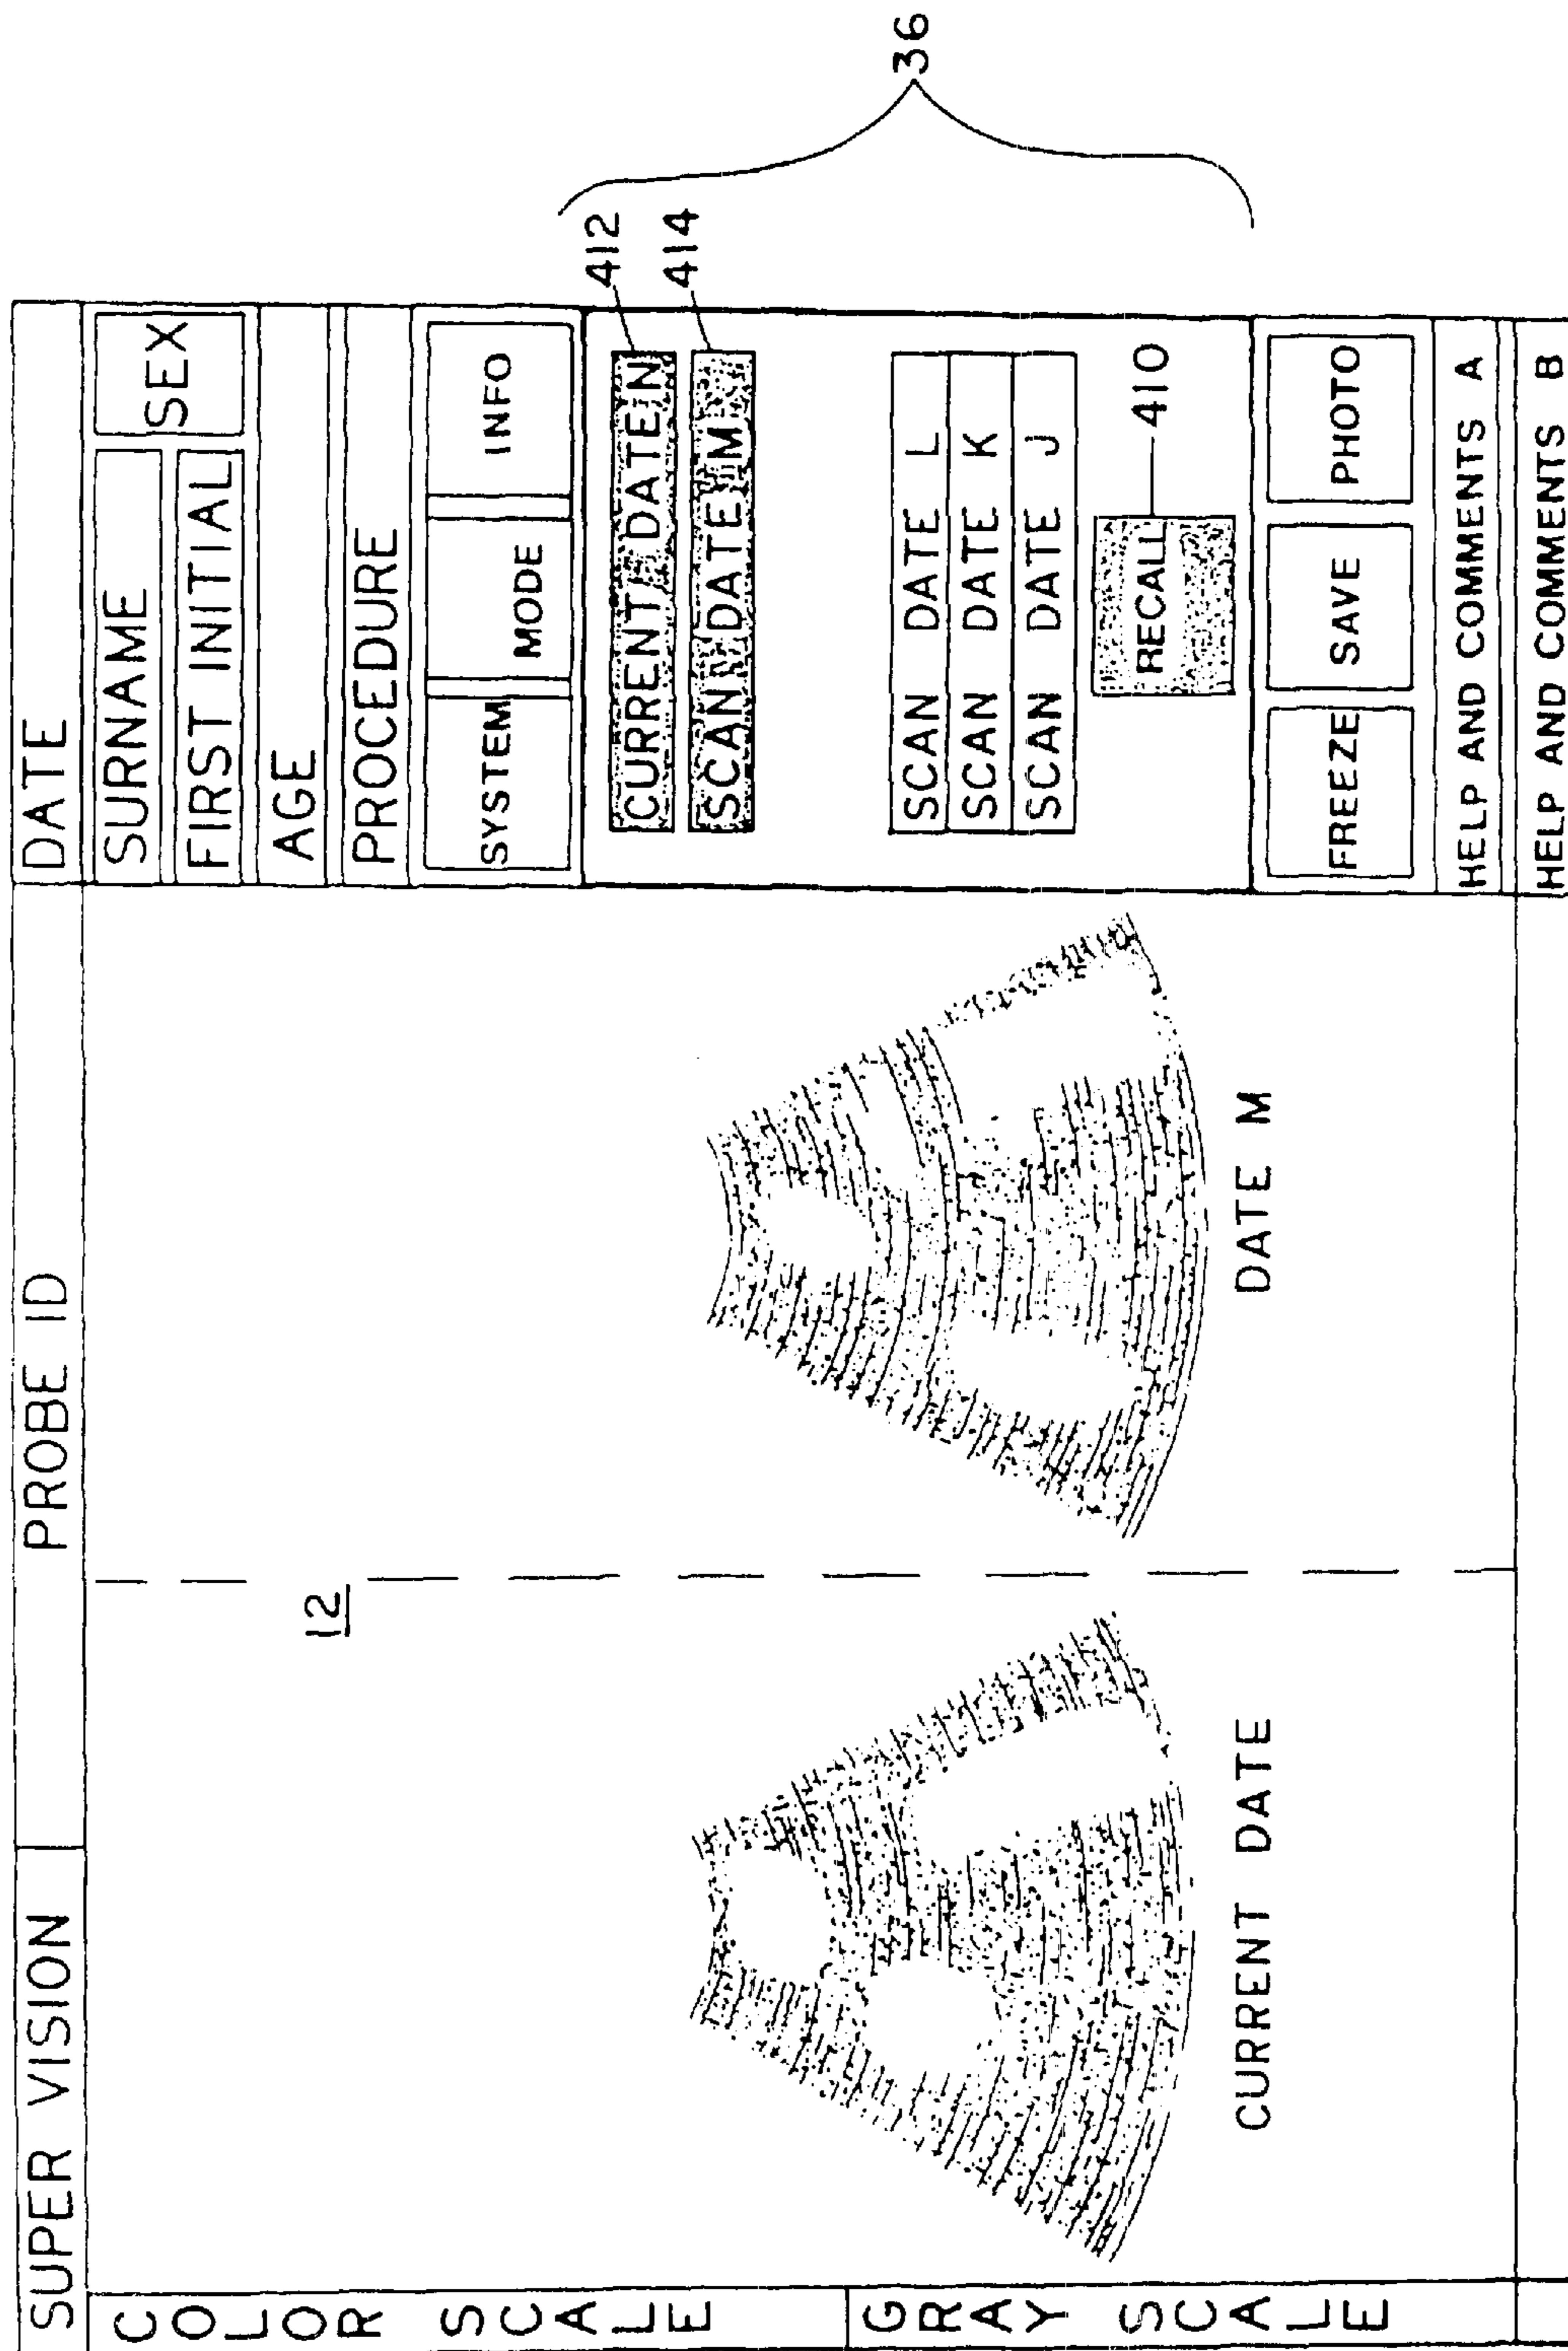 SUPER VISION
PROBE ID
DATE
COLOR SCALE
GRAY SCALE
12
CURRENT DATE
DATE M
SURNAME
SEX
FIRST INITIAL
AGE
PROCEDURE
SYSTEM
MODE
INFO
CURRENT DATE N
412
SCAN DATE M
414
SCAN DATE L
SCAN DATE K
SCAN DATE J
RECALL
410
36
FREEZE
SAVE
PHOTO
HELP AND COMMENTS A
HELP AND COMMENTS B